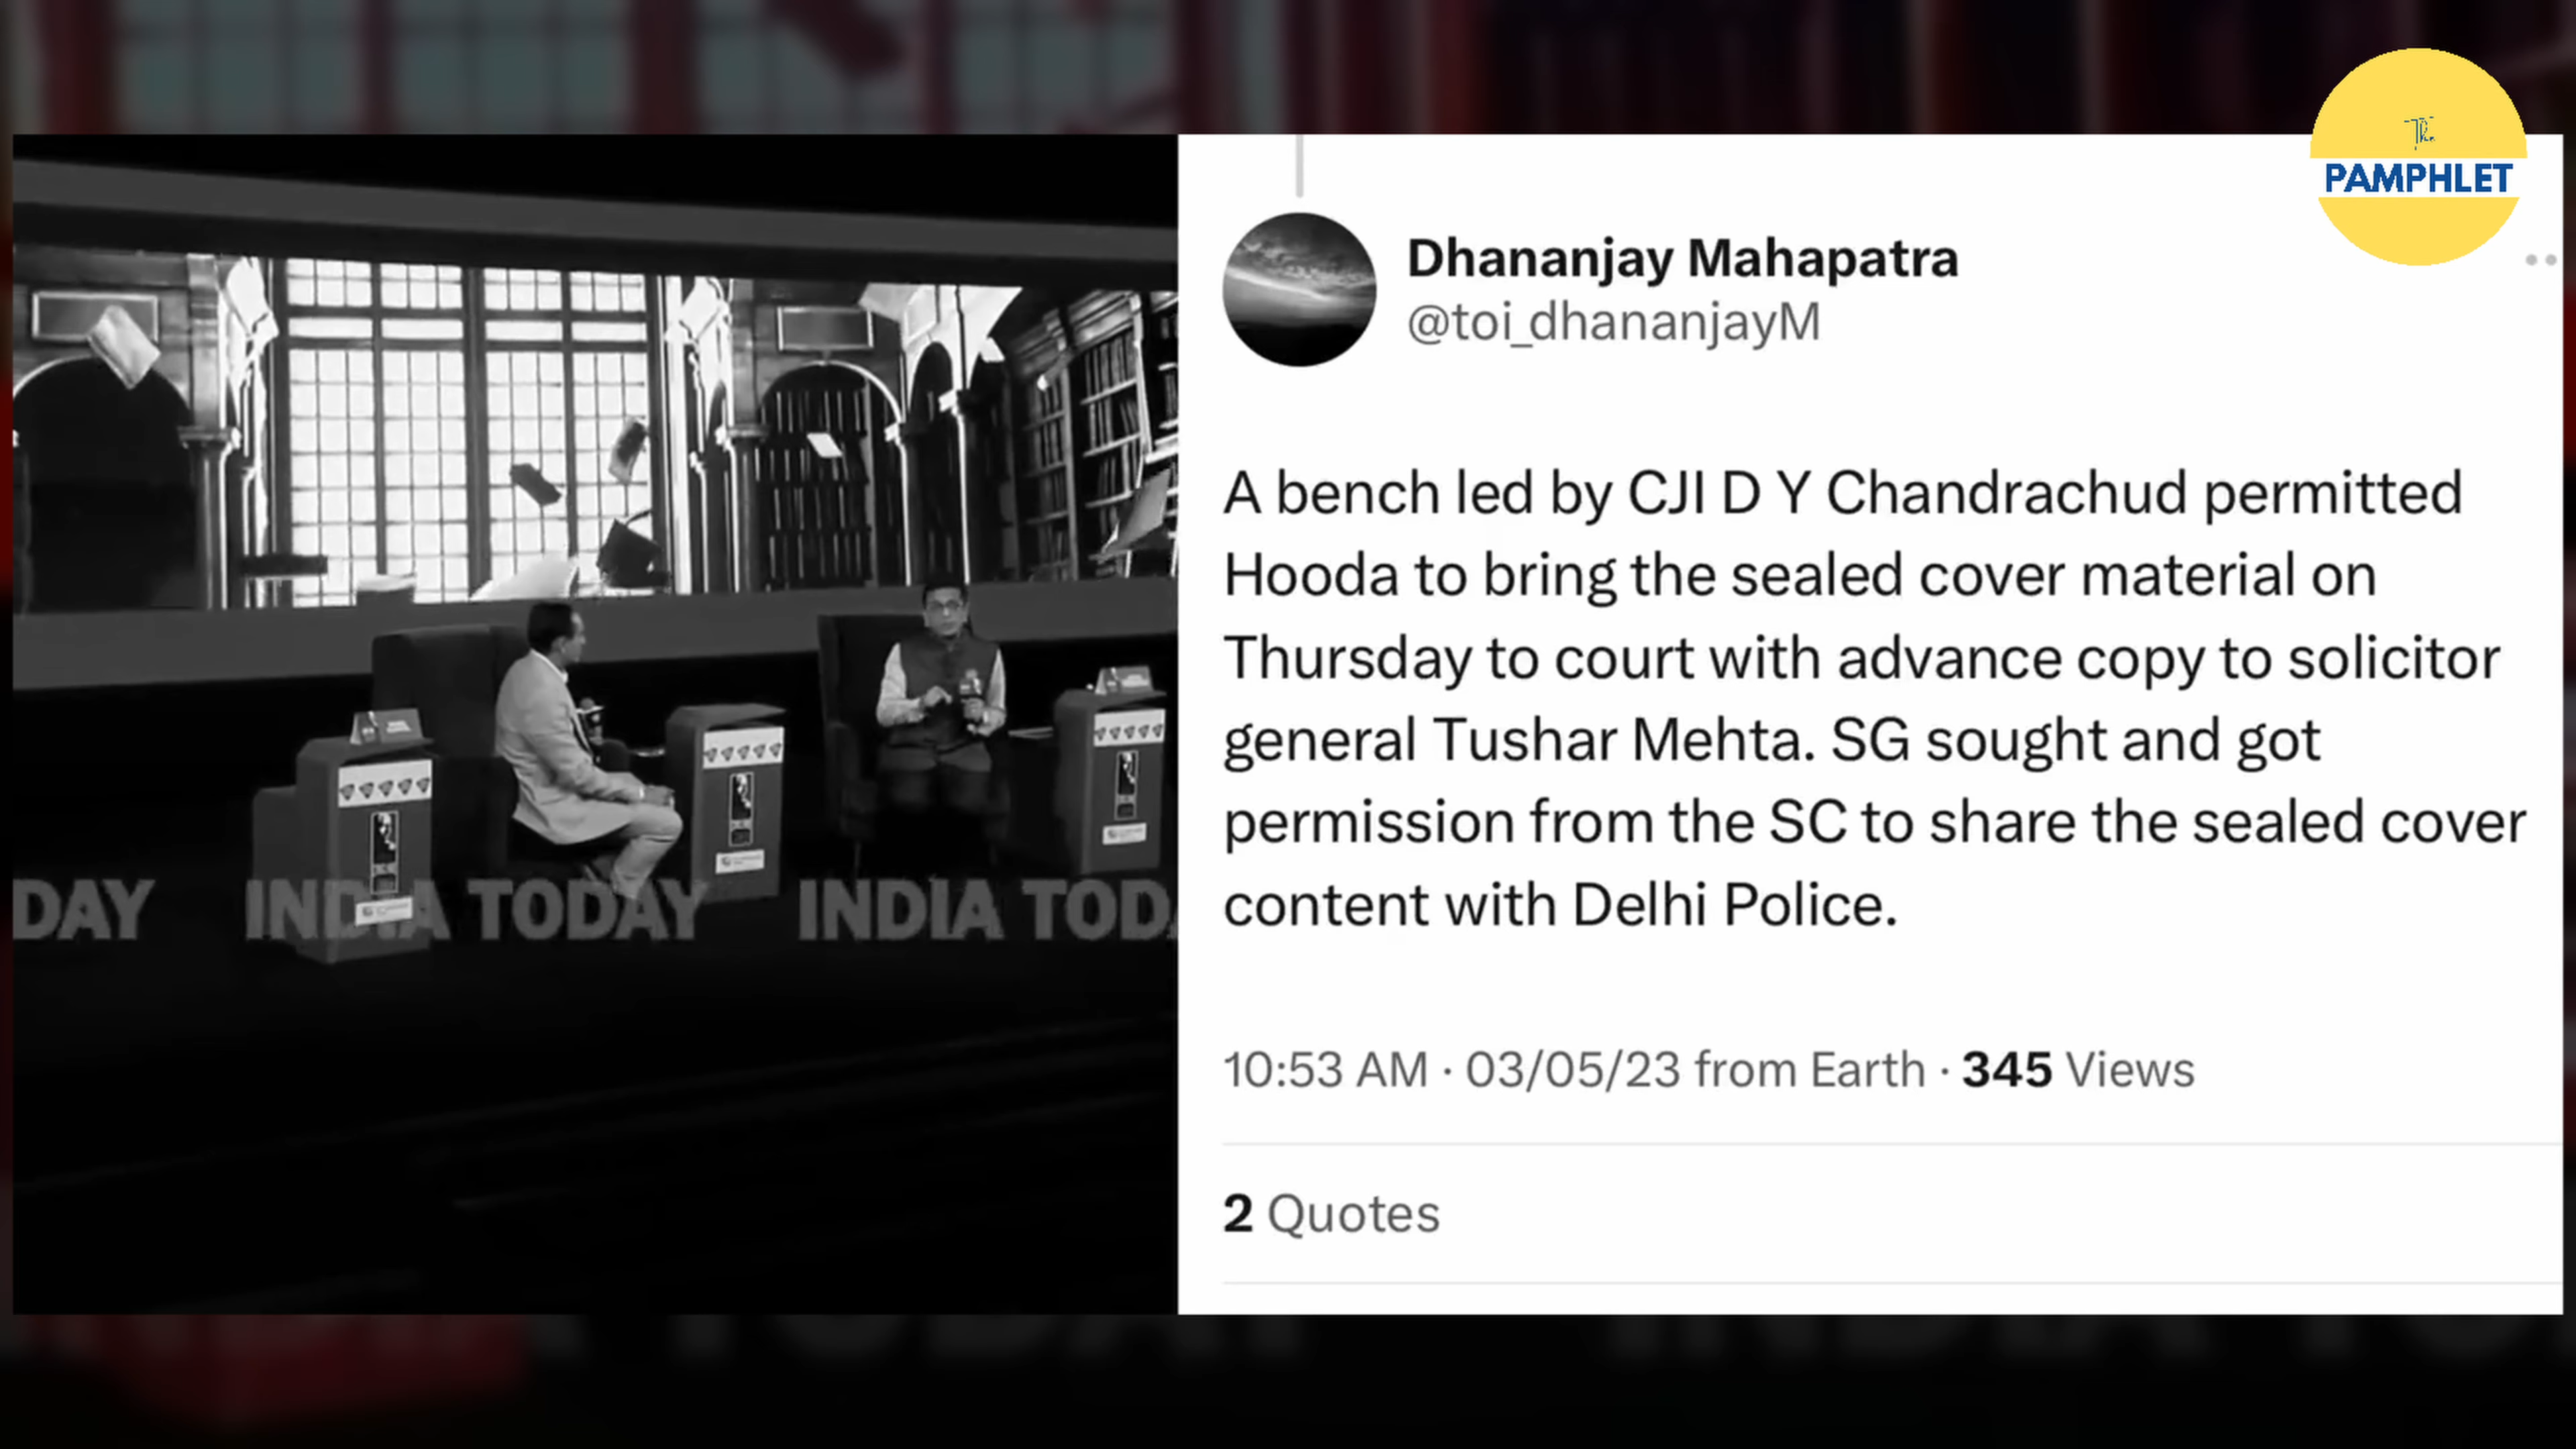 The
PAMPHLET
Dhananjay Mahapatra
@toi_dhananjayM
A bench led by CJI D Y Chandrachud permitted
Hooda to bring the sealed cover material on
Thursday to court with advance copy to solicitor
general Tushar Mehta. SG sought and got
permission from the SC to share the sealed cover
content with Delhi Police.
10:53 AM · 03/05/23 from Earth · 345 Views
2 Quotes
DAY INDIA TODAY INDIA TOD